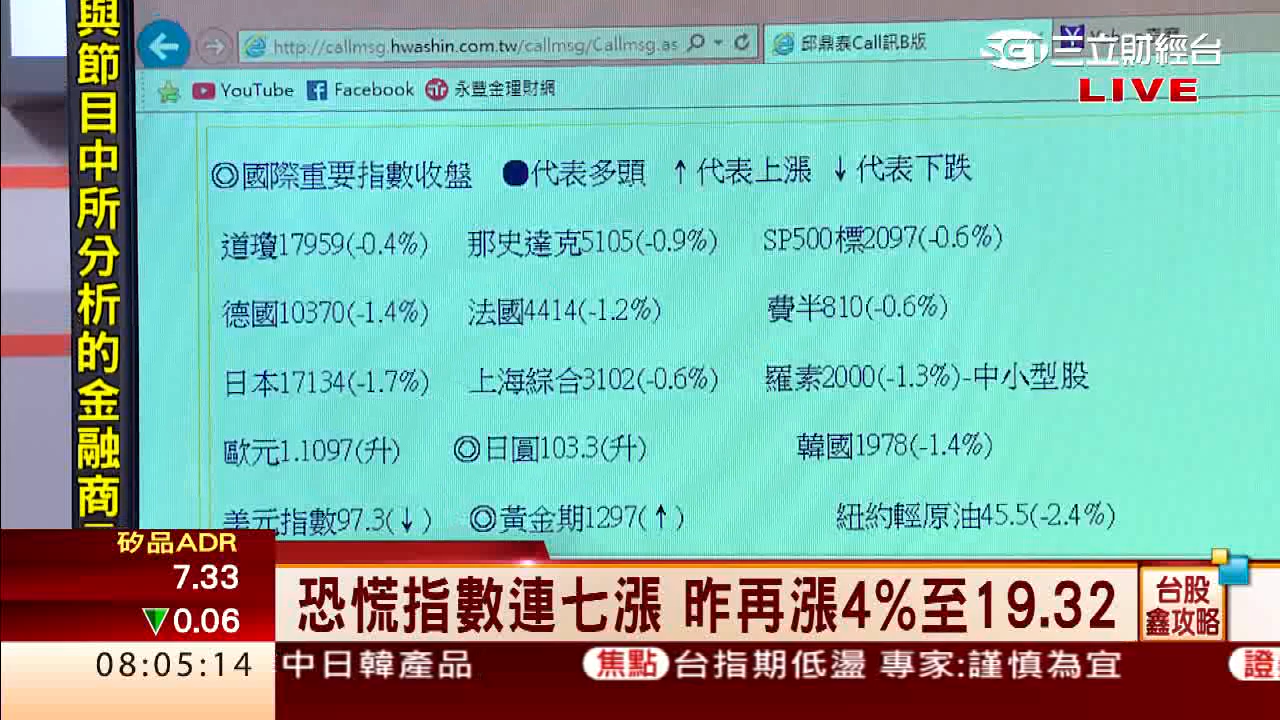 與節目中所分析的金融商
http://callmsg.hwashin.com.tw/callmsg/Callmsg.as
邱鼎泰Call訊B版
三立財經台
LIVE
YouTube Facebook 永豐金理財網
◎國際重要指數收盤 ●代表多頭 ↑代表上漲 ↓代表下跌
道瓊17959(-0.4%) 那史達克5105(-0.9%) SP500標2097(-0.6%)
德國10370(-1.4%) 法國4414(-1.2%) 費半810(-0.6%)
日本17134(-1.7%) 上海綜合3102(-0.6%) 羅素2000(-1.3%)-中小型股
歐元1.1097(升) ◎日圓103.3(升) 韓國1978(-1.4%)
美元指數97.3(↓) ◎黃金期1297(↑) 紐約輕原油45.5(-2.4%)
矽品ADR
7.33
▼0.06
恐慌指數連七漲 昨再漲4%至19.32
台股
鑫攻略
08:05:14
中日韓產品 焦點 台指期低盪 專家:謹慎為宜 證